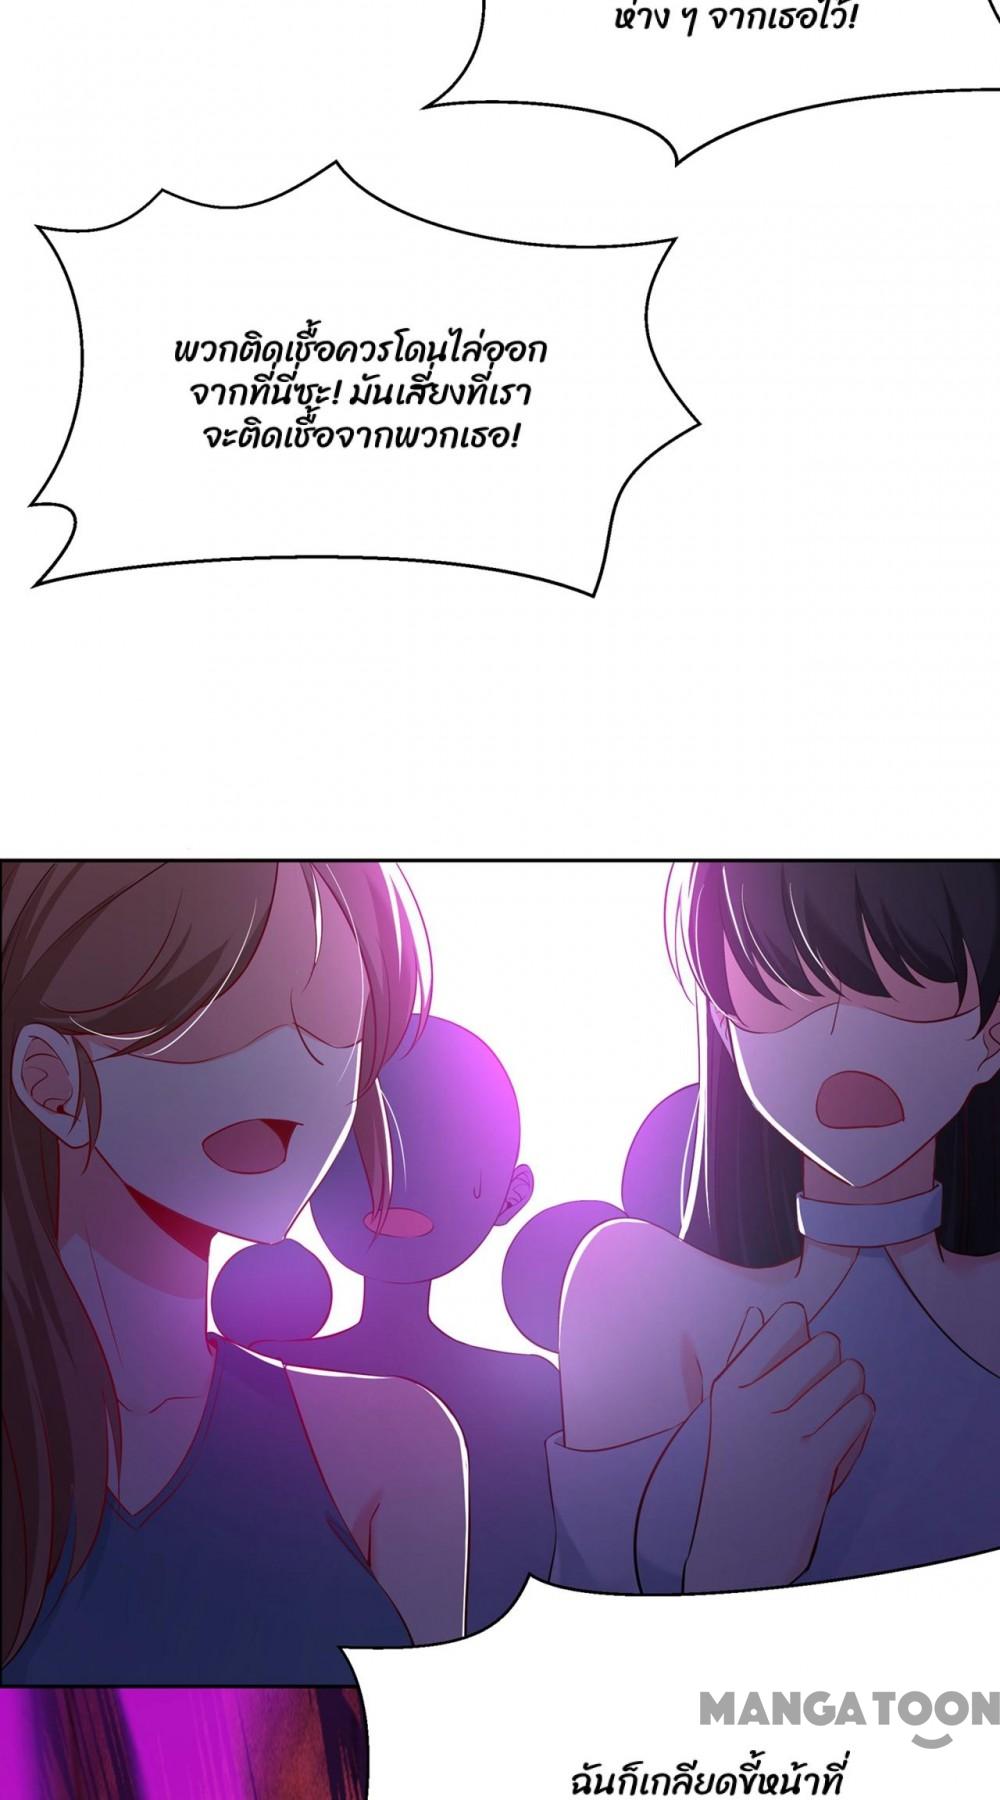 ห่าง ๆ จากเธอไว้!
พวกติดเชื้อควรโดนไล่ออก
จากที่นี่ซะ! มันเสี่ยงที่เรา
จะติดเชื้อจากพวกเธอ!
MANGATOON
ฉันก็เกลียดขี้หน้าที่